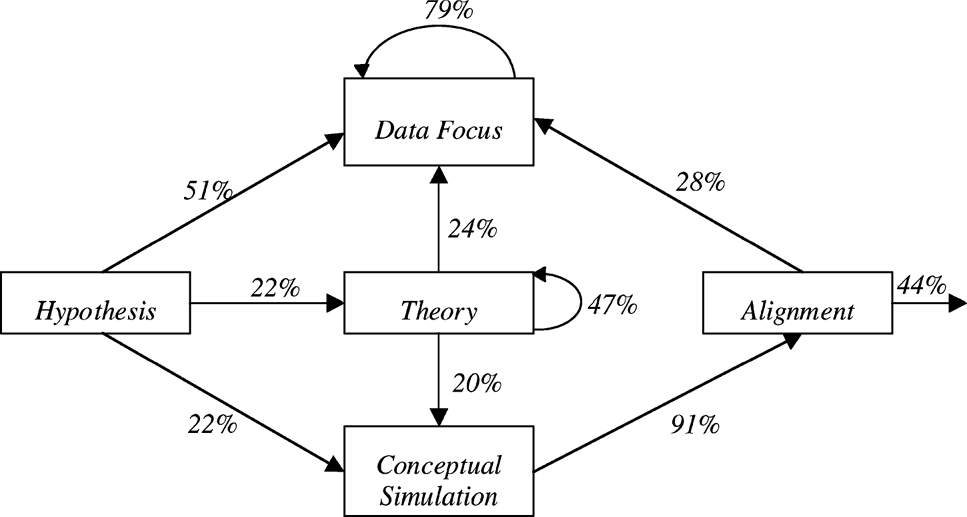 79%
Data Focus
51%
28%
24%
Hypothesis
22%
Theory
47%
Alignment
44%
20%
22%
91%
Conceptual
Simulation